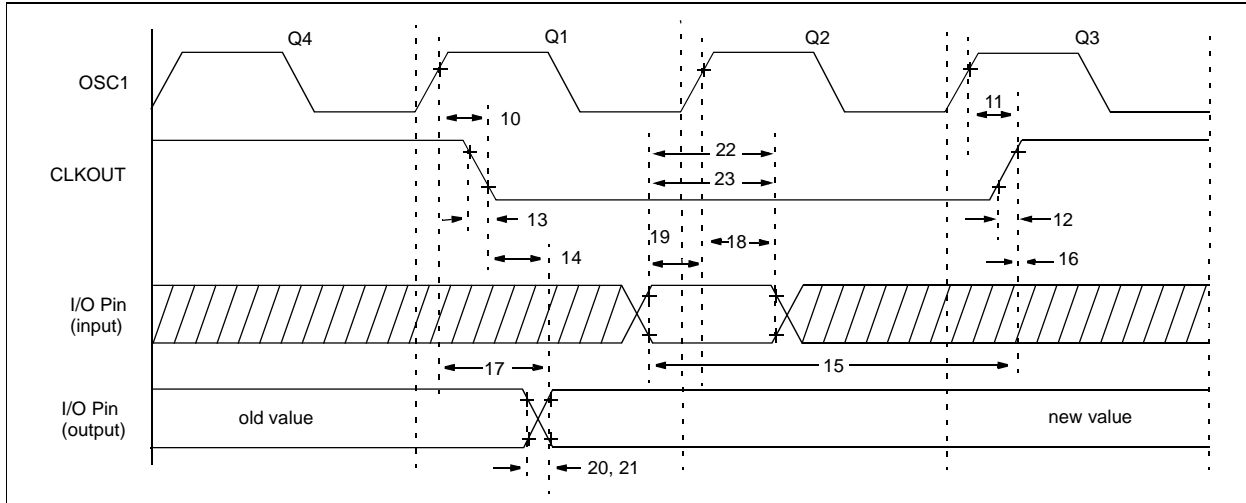 Q4
Q1
Q2
Q3
OSC1
10
11
22
CLKOUT
23
13
12
19
18
14
16
I/O Pin
(input)
17
15
I/O Pin
(output)
old value
new value
20, 21